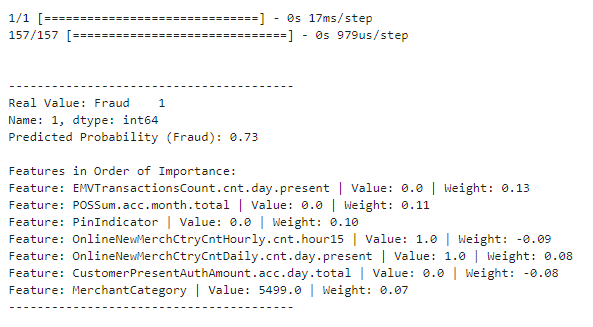 1/1 [==============================] - 0s 17ms/step
157/157 [==============================] - 0s 979us/step
----------------------------------------
Real Value: Fraud    1
Name: 1, dtype: int64
Predicted Probability (Fraud): 0.73
Features in Order of Importance:
Feature: EMVTransactionsCount.cnt.day.present | Value: 0.0 | Weight: 0.13
Feature: POSSum.acc.month.total | Value: 0.0 | Weight: 0.11
Feature: PinIndicator | Value: 0.0 | Weight: 0.10
Feature: OnlineNewMerchCtryCntHourly.cnt.hour15 | Value: 1.0 | Weight: -0.09
Feature: OnlineNewMerchCtryCntDaily.cnt.day.present | Value: 1.0 | Weight: 0.08
Feature: CustomerPresentAuthAmount.acc.day.total | Value: 0.0 | Weight: -0.08
Feature: MerchantCategory | Value: 5499.0 | Weight: 0.07
----------------------------------------